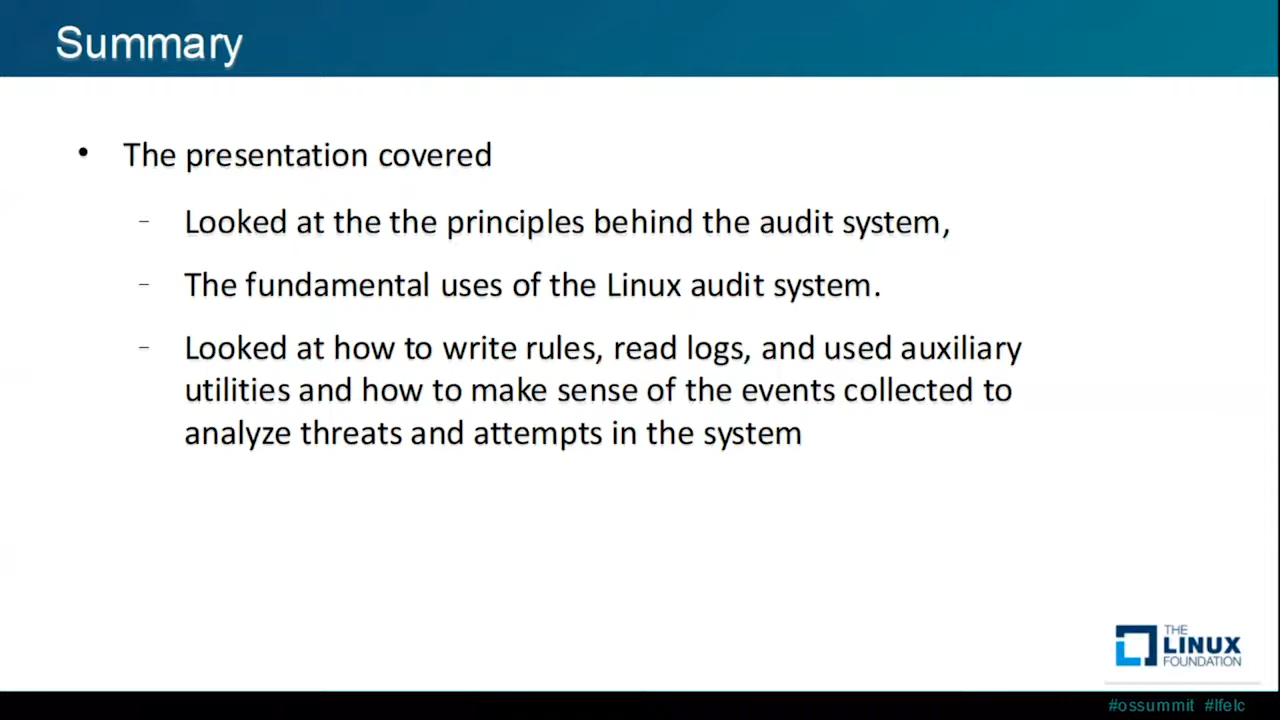 Summary
• The presentation covered
– Looked at the the principles behind the audit system,
– The fundamental uses of the Linux audit system.
– Looked at how to write rules, read logs, and used auxiliary
utilities and how to make sense of the events collected to
analyze threats and attempts in the system
THE
LINUX
FOUNDATION
#ossummit #lfelc